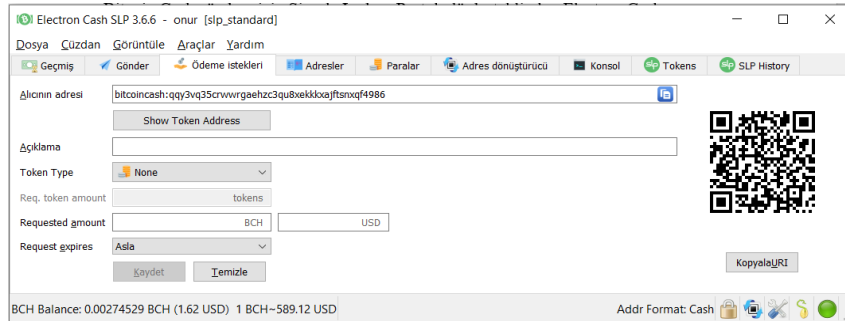 Electron Cash SLP 3.6.6 - onur [slp_standard]
Dosya Cüzdan Görüntüle Araçlar Yardım
Geçmiş Gönder Ödeme istekleri Adresler Paralar Adres dönüştürücü Konsol Tokens SLP History
Alıcının adresi bitcoincash:qqy3vq35crwwrgaehzc3qu8xekkkxajftsnxqf4986
Show Token Address
Açıklama
Token Type None
Req. token amount tokens
Requested amount BCH USD
Request expires Asla
Kaydet Temizle
KopyalaURI
BCH Balance: 0.00274529 BCH (1.62 USD) 1 BCH~589.12 USD Addr Format: Cash